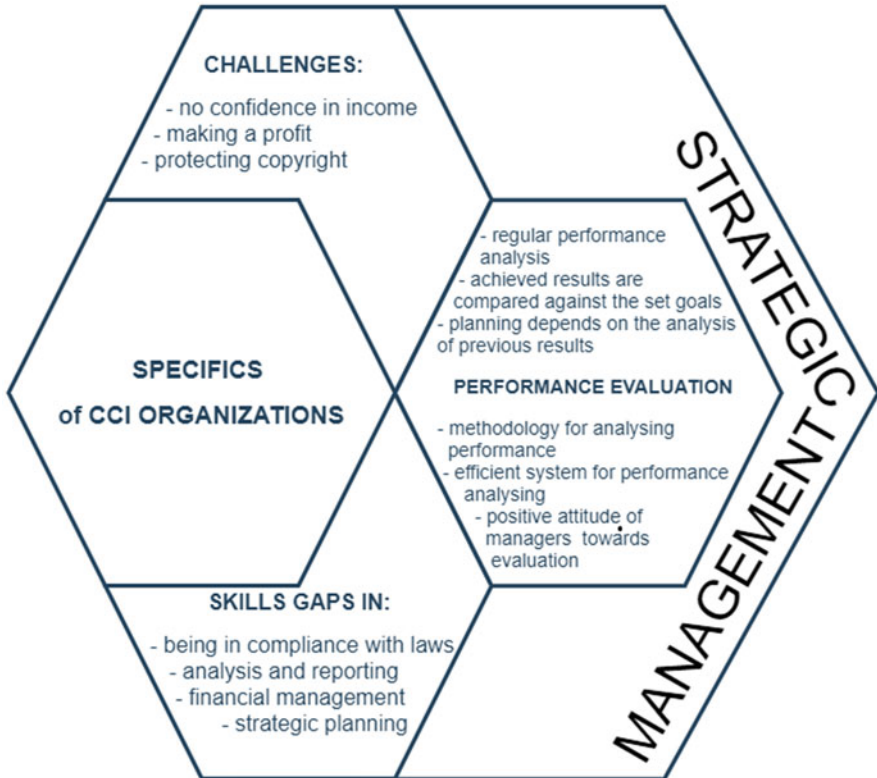 CHALLENGES:
- no confidence in income
- making a profit
- protecting copyright
SPECIFICS
of CCI ORGANIZATIONS
SKILLS GAPS IN:
- being in compliance with laws
- analysis and reporting
- financial management
- strategic planning
- regular performance
analysis
- achieved results are
compared against the set goals
- planning depends on the analysis
of previous results
PERFORMANCE EVALUATION
- methodology for analysing
performance
- efficient system for performance
analysing
- positive attitude of
managers towards
evaluation
STRATEGIC
MANAGEMENT